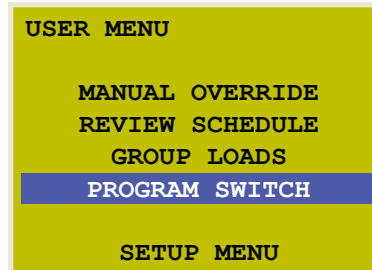 USER MENU
MANUAL OVERRIDE
REVIEW SCHEDULE
GROUP LOADS
PROGRAM SWITCH
SETUP MENU